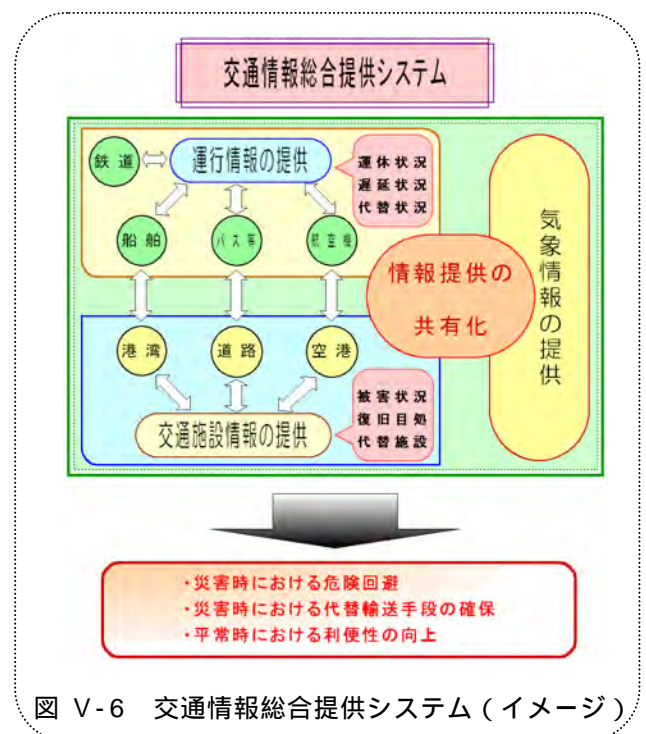 交通情報総合提供システム
鉄道
運行情報の提供
運休状況
遅延状況
代替状況
船舶
バス等
航空機
気象情報の提供
情報提供の
共有化
港湾
道路
空港
被害状況
復旧目処
代替施設
交通施設情報の提供
・災害時における危険回避
・災害時における代替輸送手段の確保
・平常時における利便性の向上
図 Ⅴ-6 交通情報総合提供システム(イメージ)